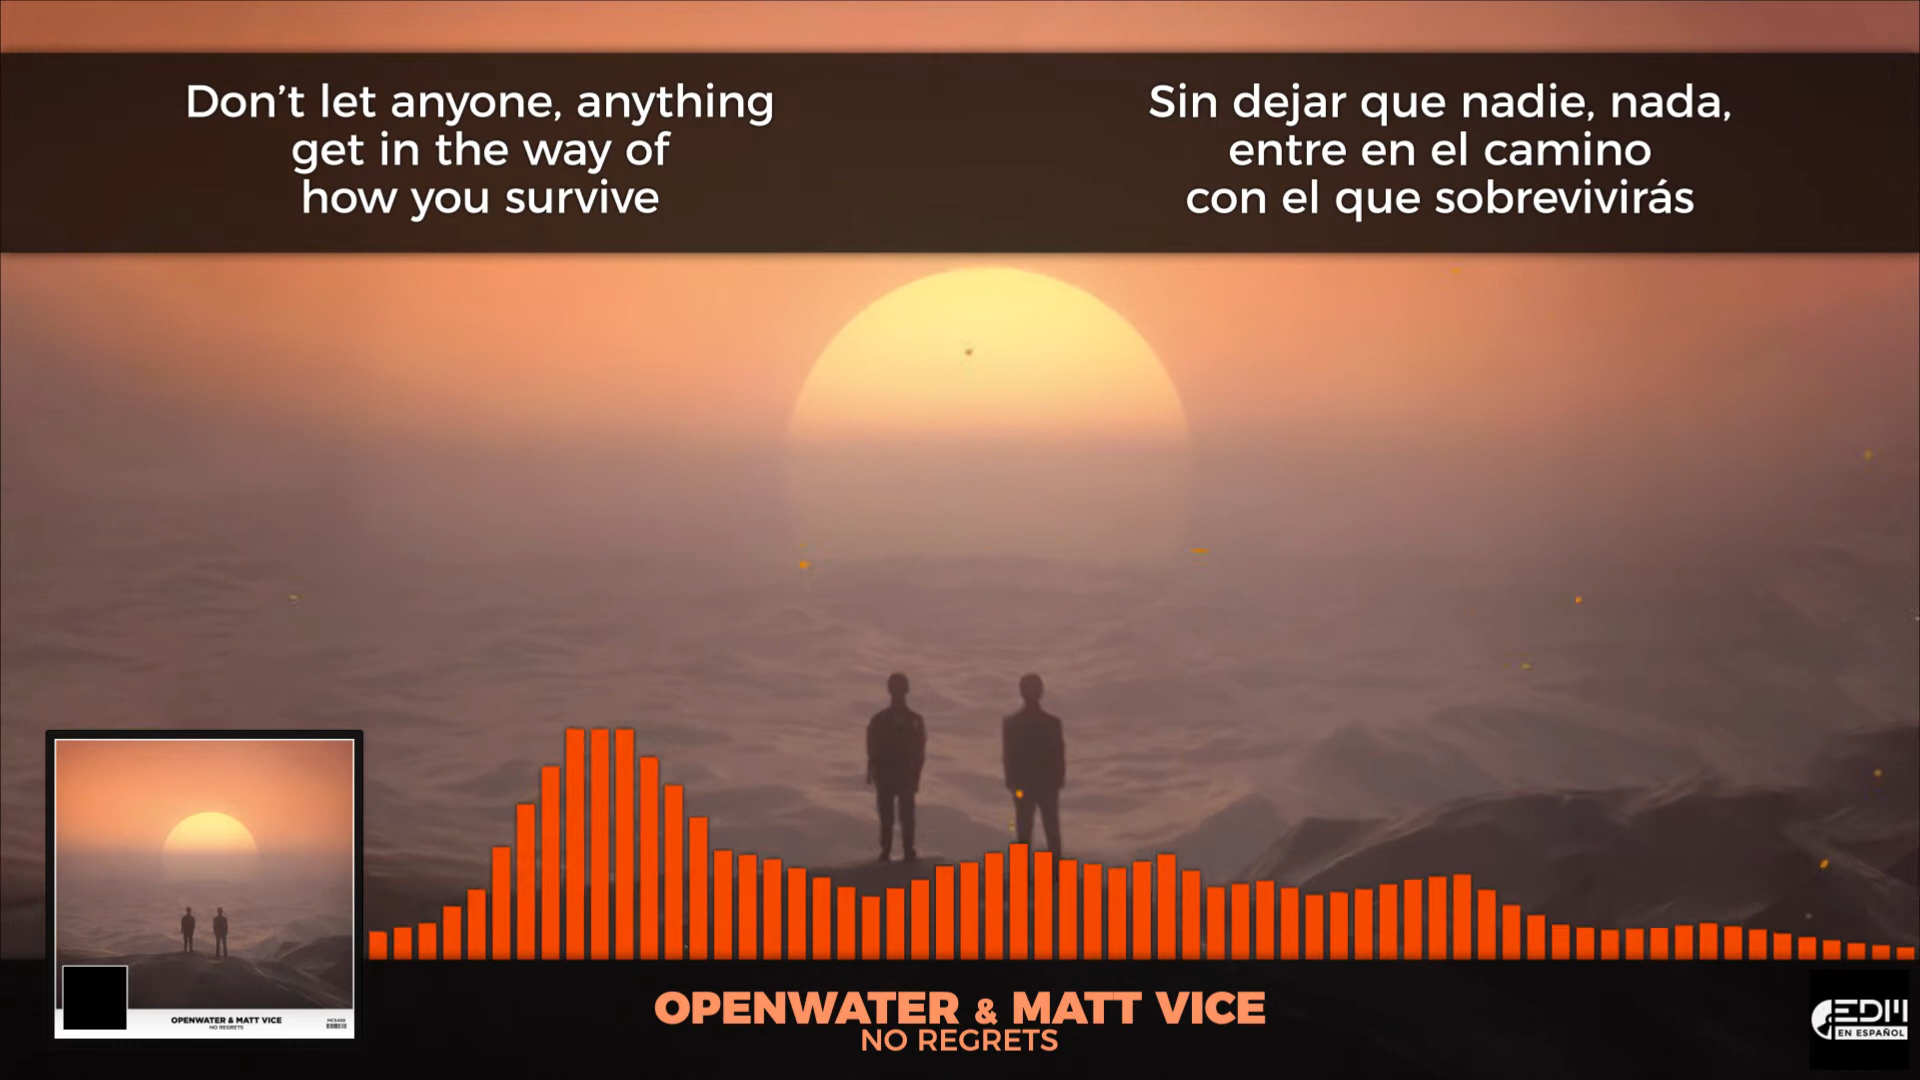 Don’t let anyone, anything
get in the way of
how you survive
Sin dejar que nadie, nada,
entre en el camino
con el que sobrevivirás
OPENWATER & MATT VICE
NO REGRETS
OPENWATER & MATT VICE
NO REGRETS
EDM
EN ESPAÑOL